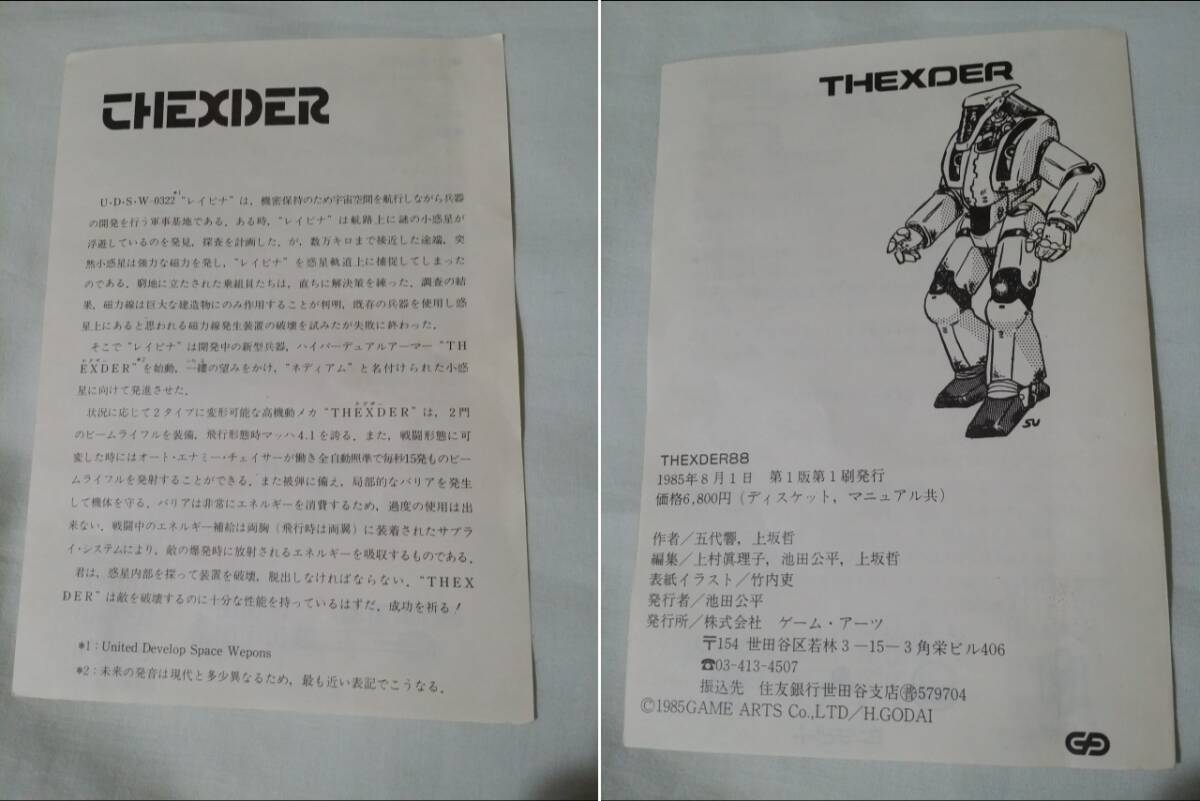 THEXDER
U・D・S・W-0322*1“レイピナ”は，機密保持のため宇宙空間を航行しながら兵器
の開発を行う軍事基地である．ある時，“レイピナ”は航路上に謎の小惑星が
浮遊しているのを発見，探査を計画した．が，数万キロまで接近した途端，突
然小惑星は強力な磁力を発し，“レイピナ”を惑星軌道上に捕捉してしまった
のである．窮地に立たされた乗組員たちは，直ちに解決策を練った．調査の結
果，磁力線は巨大な建造物にのみ作用することが判明，既存の兵器を使用し惑
星上にあると思われる磁力線発生装置の破壊を試みたが失敗に終わった．
そこで“レイピナ”は開発中の新型兵器，ハイパーデュアルアーマー“TH
EXDER”*2を始動，一縷の望みをかけ，“ネディアム”と名付けられた小惑
星に向けて発進させた．
状況に応じて2タイプに変形可能な高機動メカ“THEXDER”は，2門
のビームライフルを装備，飛行形態時マッハ4.1を誇る．また，戦闘形態に可
変した時にはオート・エナミー・チェイサーが働き全自動照準で毎秒15発ものビー
ムライフルを発射することができる．また被弾に備え，局部的なバリアを発生
して機体を守る．バリアは非常にエネルギーを消費するため，過度の使用は出
来ない．戦闘中のエネルギー補給は両胸（飛行時は両翼）に装着されたサプラ
イ・システムにより，敵の爆発時に放射されるエネルギーを吸収するものである．
君は，惑星内部を探って装置を破壊，脱出しなければならない．“THEX
DER”は敵を破壊するのに十分な性能を持っているはずだ．成功を祈る！
*1：United Develop Space Wepons
*2：未来の発音は現代と多少異なるため，最も近い表記でこうなる．
THEXDER
SU
THEXDER88
1985年8月1日　第1版第1刷発行
価格6,800円（ディスケット，マニュアル共）
作者／五代響，上坂哲
編集／上村眞理子，池田公平，上坂哲
表紙イラスト／竹内吏
発行者／池田公平
発行所／株式会社　ゲーム・アーツ
〒154 世田谷区若林3－15－3角栄ビル406
☎03-413-4507
振込先　住友銀行世田谷支店㊪579704
©1985GAME ARTS Co.,LTD/H.GODAI